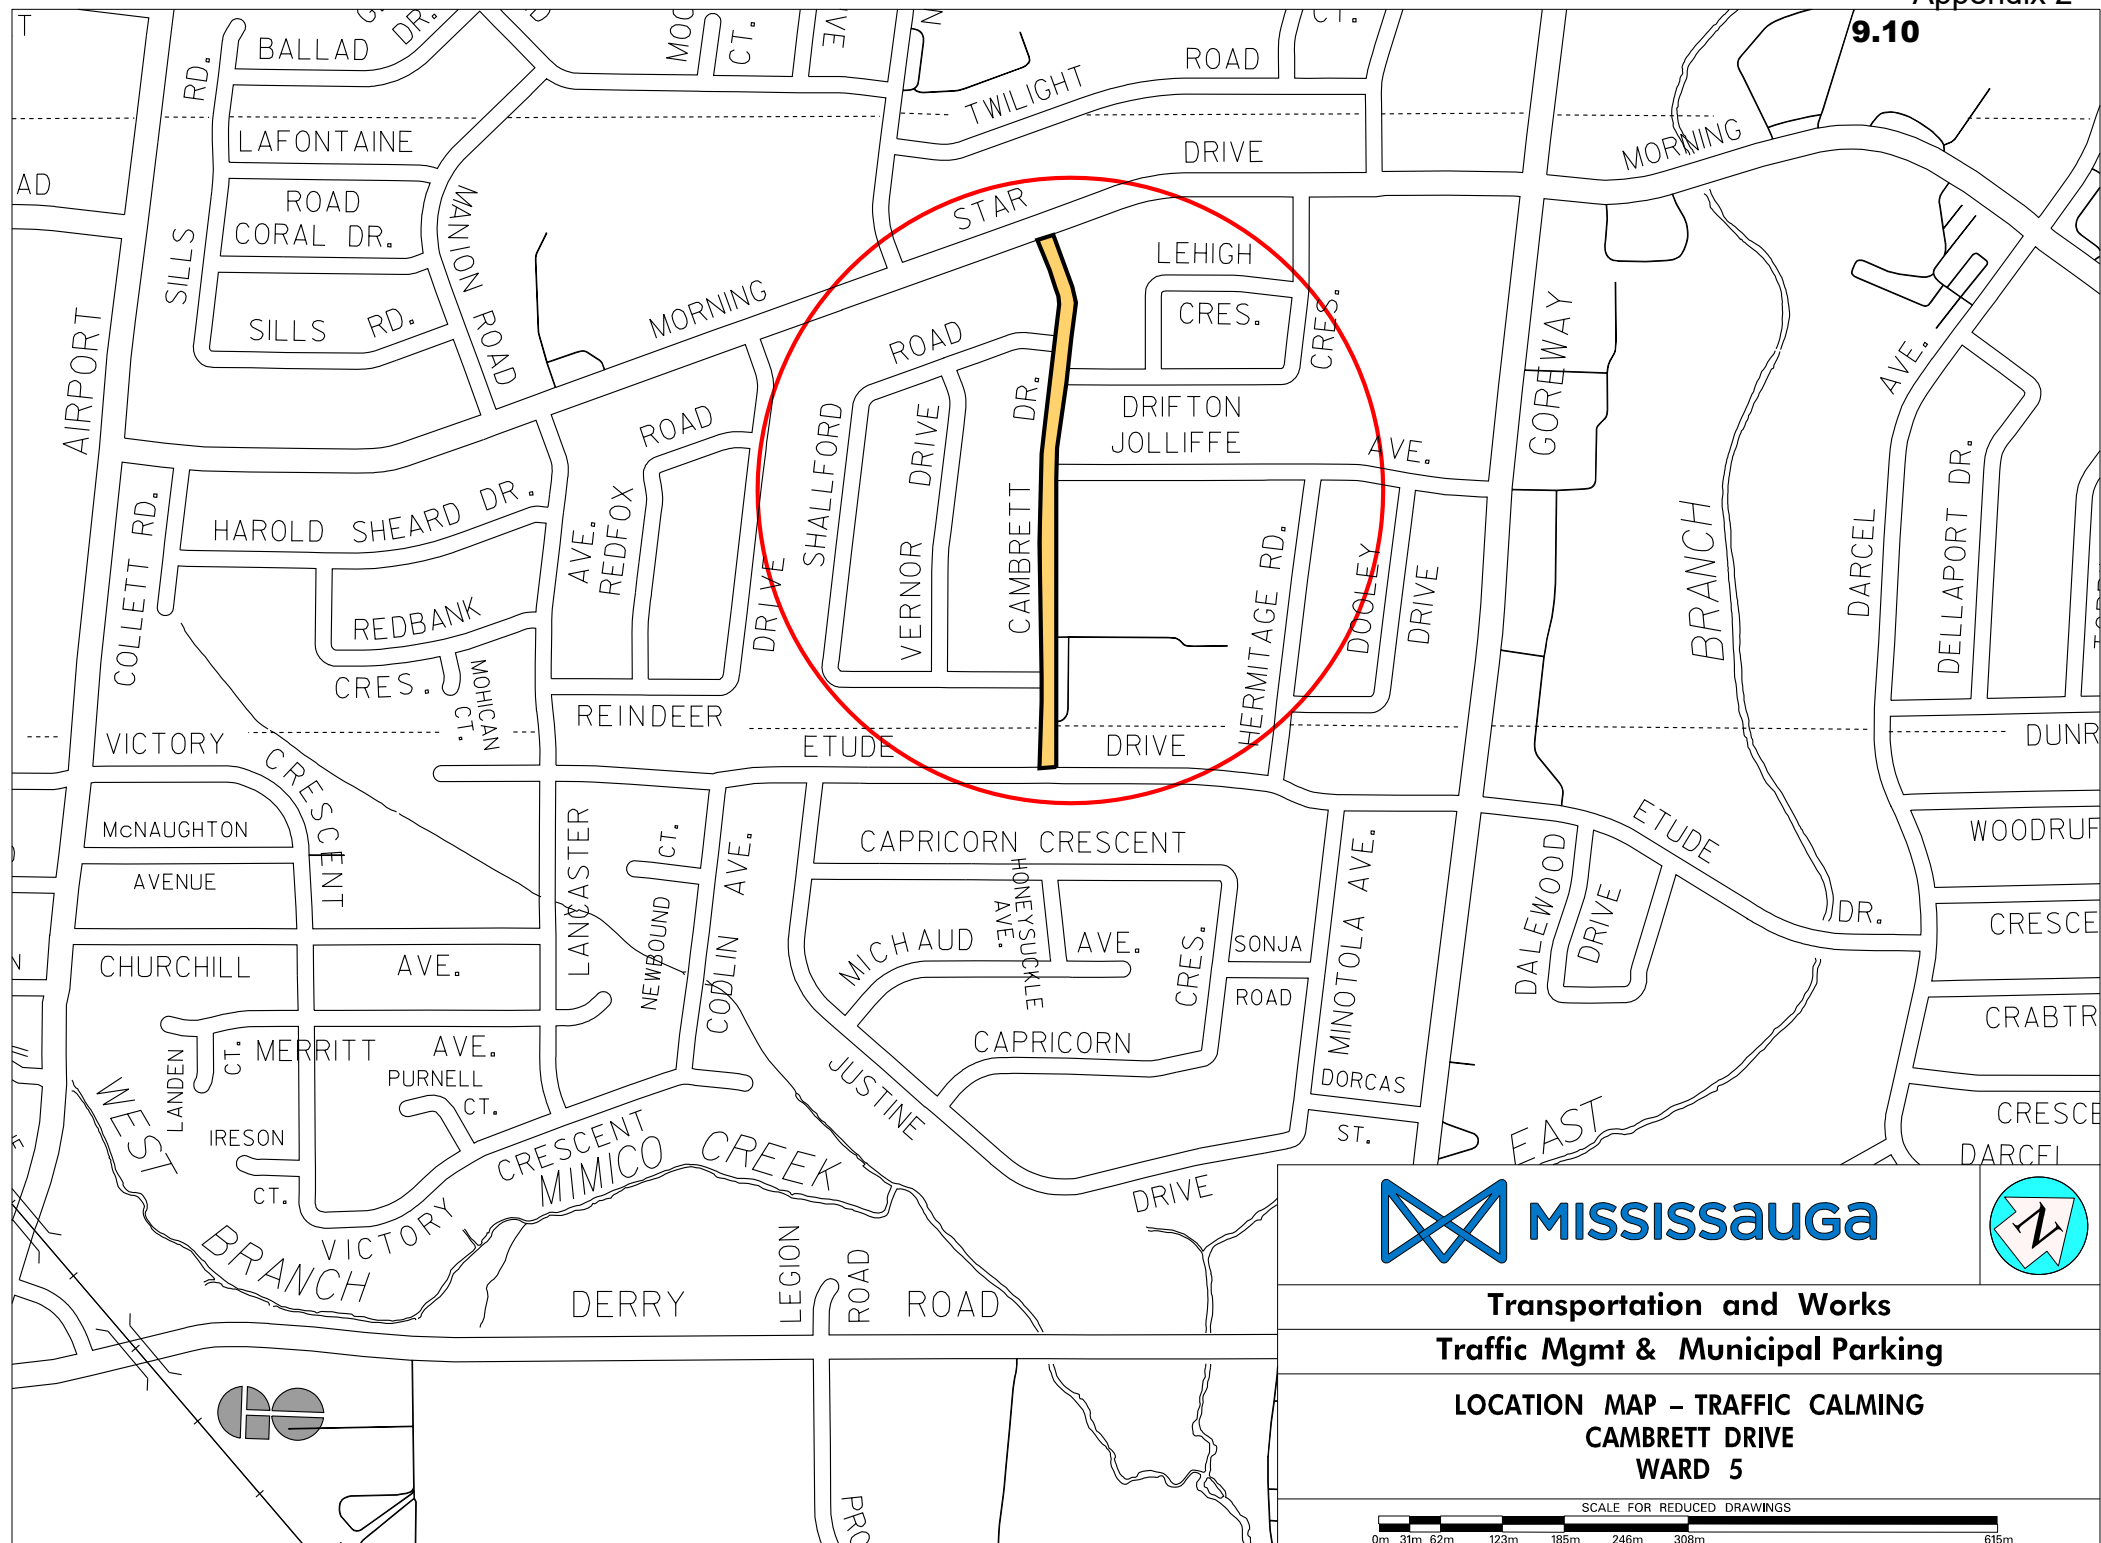 Appendix 2
9.10
T
DR.
CT.
CT.
BALLAD
RD.
ROAD
TWILIGHT
LAFONTAINE
DRIVE
MORNING
AD
ROAD
CORAL DR.
MANION ROAD
STAR
SILLS
LEHIGH
SILLS RD.
MORNING
CRES.
CRES.
ROAD
GOREWAY
AIRPORT
AVE.
DR.
DRIFTON
ROAD
SHALLFORD
DRIVE
JOLLIFFE
AVE.
COLLETT RD.
HAROLD SHEARD DR.
AVE.
REDFOX
VERNOR
CAMBRETT
HERMITAGE RD.
DOOLEY
DRIVE
BRANCH
DARCEL
DELLAPORT DR.
DRIVE
REDBANK
CRES.
MOHICAN
CT.
REINDEER
VICTORY
ETUDE
DRIVE
DUNR
CRESCENT
McNAUGHTON
AVENUE
LANCASTER
CT.
NEWBOUND
AVE.
CODLIN
CAPRICORN CRESCENT
HONEYSUCKLE
AVE.
MINOTOLA AVE.
DALEWOOD
DRIVE
ETUDE
DR.
WOODRUF
CRESCE
CHURCHILL AVE.
MICHAUD
AVE.
CRES.
SONJA
ROAD
CRABTR
LANDEN
CT.
MERRITT AVE.
PURNELL
CT.
CAPRICORN
JUSTINE
DORCAS
ST.
CRESCE
DARCEL
WEST
IRESON
CT.
CRESCENT
MIMICO
CREEK
EAST
DRIVE
BRANCH
VICTORY
DERRY
LEGION
ROAD
ROAD
MISSISSAUGA
N
Transportation and Works
Traffic Mgmt & Municipal Parking
LOCATION MAP – TRAFFIC CALMING
CAMBRETT DRIVE
WARD 5
SCALE FOR REDUCED DRAWINGS
0m 31m 62m 123m 185m 246m 308m 615m